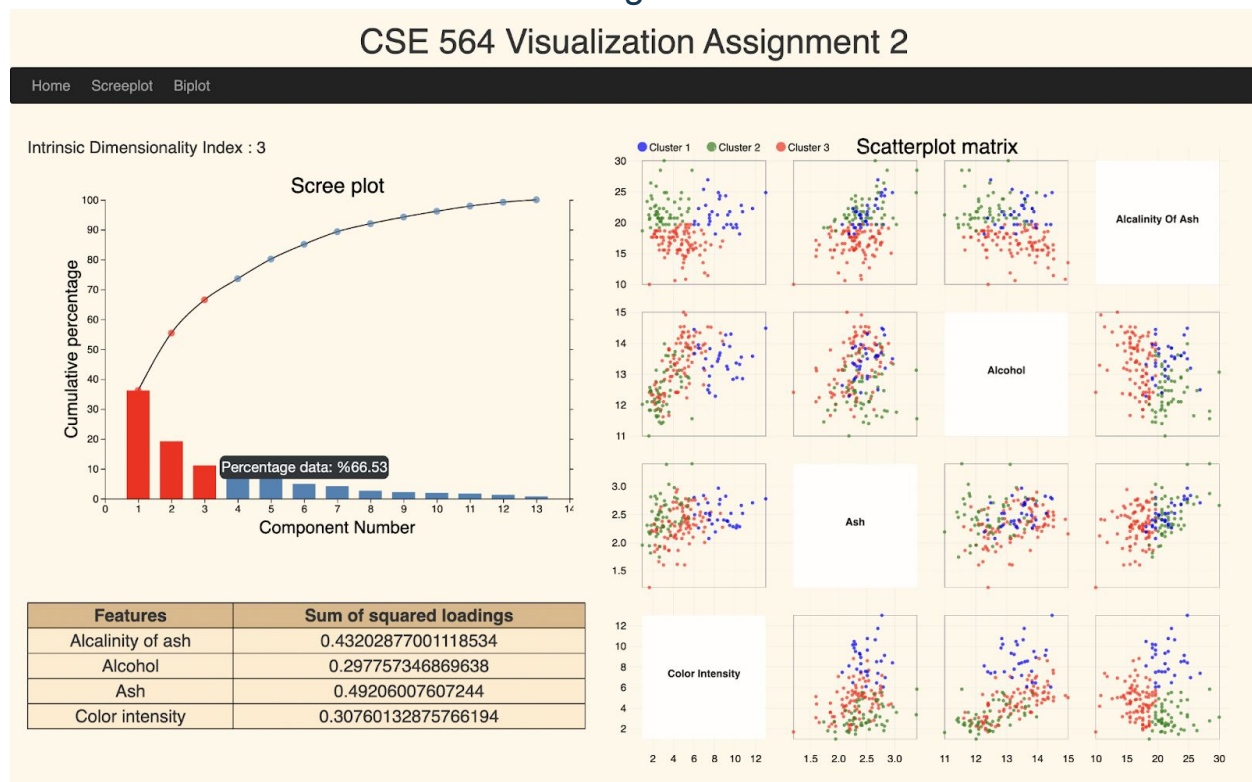 CSE 564 Visualization Assignment 2
Home Screeplot Biplot
Intrinsic Dimensionality Index : 3
Scree plot
100
90
80
70
60
50
40
30
20
10
0
Cumulative percentage
Percentage data: %66.53
0 1 2 3 4 5 6 7 8 9 10 11 12 13 14
Component Number
Features Sum of squared loadings
Alcalinity of ash 0.43202877001118534
Alcohol 0.297757346869638
Ash 0.49206007607244
Color intensity 0.30760132875766194
Cluster 1 Cluster 2 Cluster 3 Scatterplot matrix
30
25
20
15
10
Alcalinity Of Ash
15
14
13
12
11
Alcohol
3.0
2.5
2.0
1.5
Ash
12
10
8
6
4
2
Color Intensity
2 4 6 8 10 12 1.5 2.0 2.5 3.0 11 12 13 14 15 10 15 20 25 30